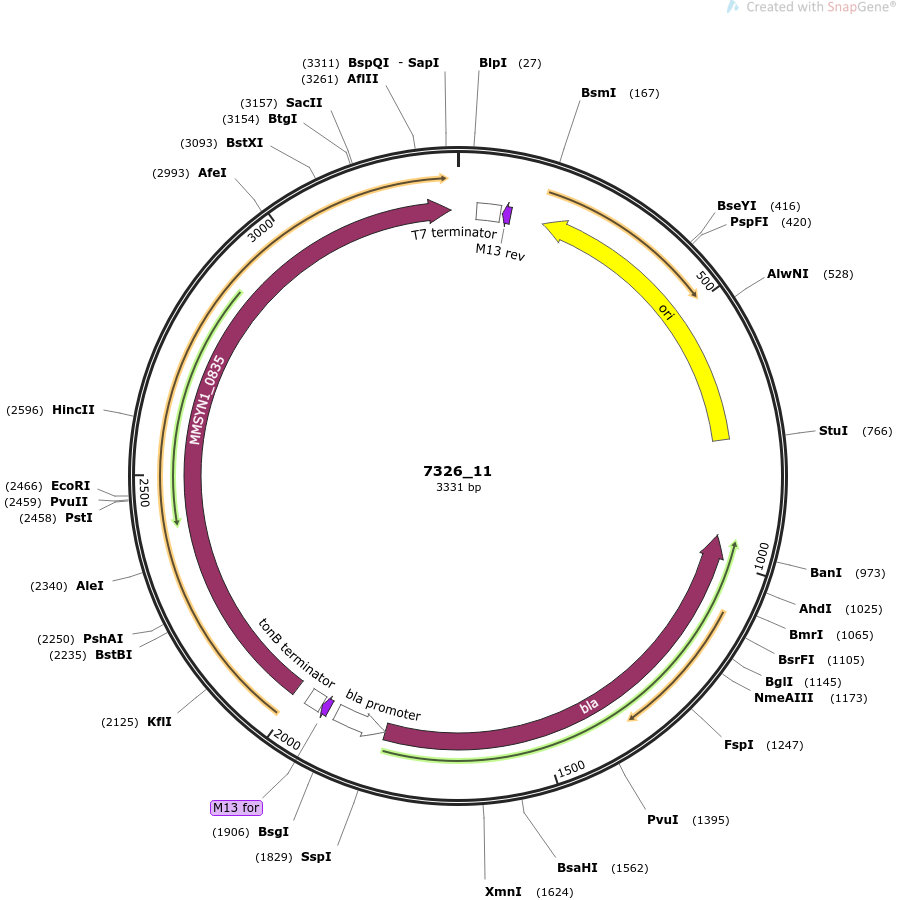 Created with SnapGene®
(3311) BspQI - SapI
(3261) AflII
(3157) SacII
(3154) BtgI
(3093) BstXI
(2993) AfeI
BlpI (27)
BsmI (167)
BseYI (416)
PspFI (420)
AlwNI (528)
StuI (766)
BanI (973)
AhdI (1025)
BmrI (1065)
BsrFI (1105)
BglI (1145)
NmeAIII (1173)
FspI (1247)
PvuI (1395)
BsaHI (1562)
XmnI (1624)
(1829) SspI
(1906) BsgI
M13 for
(2125) KflI
(2235) BstBI
(2250) PshAI
(2340) AleI
(2458) PstI
(2459) PvuII
(2466) EcoRI
(2596) HincII
500
1000
1500
2000
2500
3000
T7 terminator
M13 rev
ori
bla
bla promoter
tonB terminator
MMSYN1_0835
7326_11
3331 bp